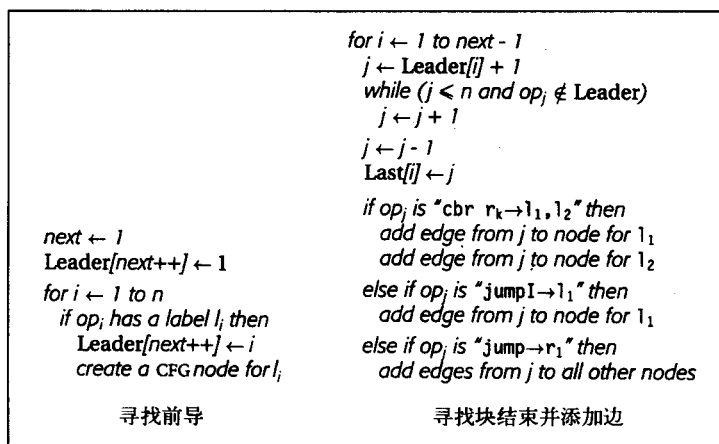 next ← 1
Leader[next++] ← 1
for i ← 1 to n
if opᵢ has a label lᵢ then
Leader[next++] ← i
create a CFG node for lᵢ
寻找前导
for i ← 1 to next - 1
j ← Leader[i] + 1
while (j ⩽ n and opⱼ ∉ Leader)
j ← j + 1
j ← j - 1
Last[i] ← j
if opⱼ is "cbr rₖ→l₁,l₂" then
add edge from j to node for l₁
add edge from j to node for l₂
else if opⱼ is "jumpI→l₁" then
add edge from j to node for l₁
else if opⱼ is "jump→r₁" then
add edges from j to all other nodes
寻找块结束并添加边